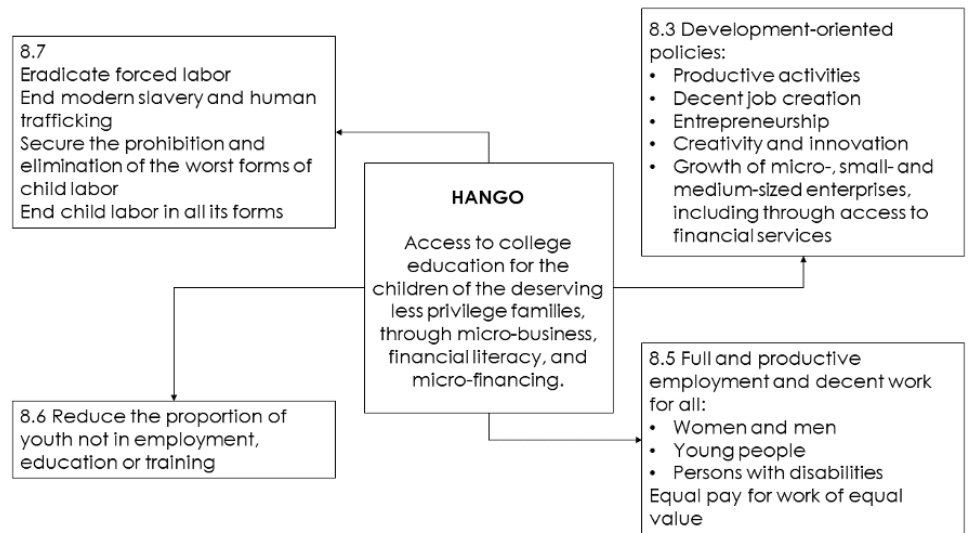 8.7
Eradicate forced labor
End modern slavery and human
trafficking
Secure the prohibition and
elimination of the worst forms of
child labor
End child labor in all its forms
8.3 Development-oriented
policies:
• Productive activities
• Decent job creation
• Entrepreneurship
• Creativity and innovation
• Growth of micro-, small- and
medium-sized enterprises,
including through access to
financial services
HANGO
Access to college
education for the
children of the deserving
less privilege families,
through micro-business,
financial literacy, and
micro-financing.
8.6 Reduce the proportion of
youth not in employment,
education or training
8.5 Full and productive
employment and decent work
for all:
• Women and men
• Young people
• Persons with disabilities
Equal pay for work of equal
value